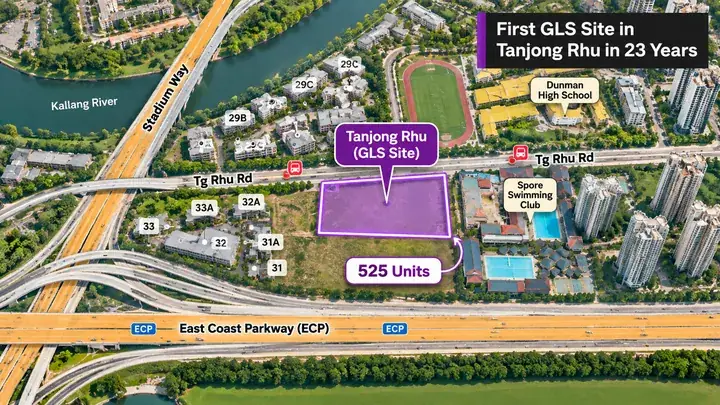 First GLS Site in
Tanjong Rhu in 23 Years
Kallang River
Stadium Way
29C
29C
29B
Dunman
High School
Tanjong Rhu
(GLS Site)
Tg Rhu Rd
Tg Rhu Rd
Spore
Swimming
Club
33
33A
32A
32
31A
31
525 Units
ECP
East Coast Parkway (ECP)
ECP